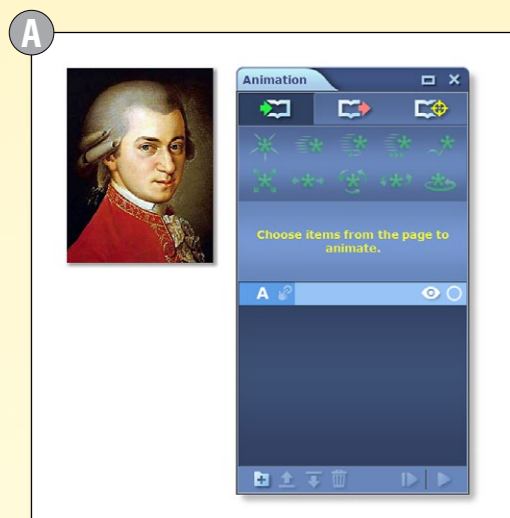 A
Animation
Choose items from the page to
animate.
A